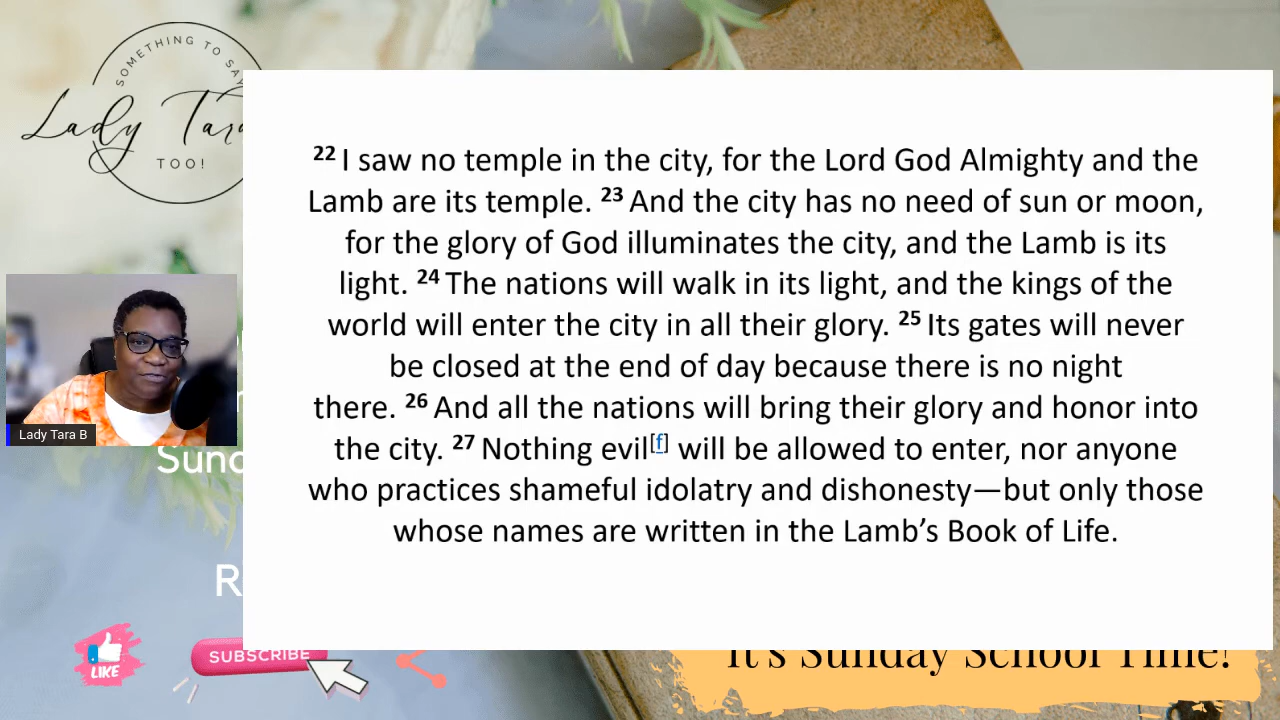 SOMETHING TO SAY
Lady Tara
TOO!
22 I saw no temple in the city, for the Lord God Almighty and the
Lamb are its temple. 23 And the city has no need of sun or moon,
for the glory of God illuminates the city, and the Lamb is its
light. 24 The nations will walk in its light, and the kings of the
world will enter the city in all their glory. 25 Its gates will never
be closed at the end of day because there is no night
there. 26 And all the nations will bring their glory and honor into
the city. 27 Nothing evil[f] will be allowed to enter, nor anyone
who practices shameful idolatry and dishonesty—but only those
whose names are written in the Lamb’s Book of Life.
Lady Tara B
LIKE
SUBSCRIBE
It's Sunday School Time!